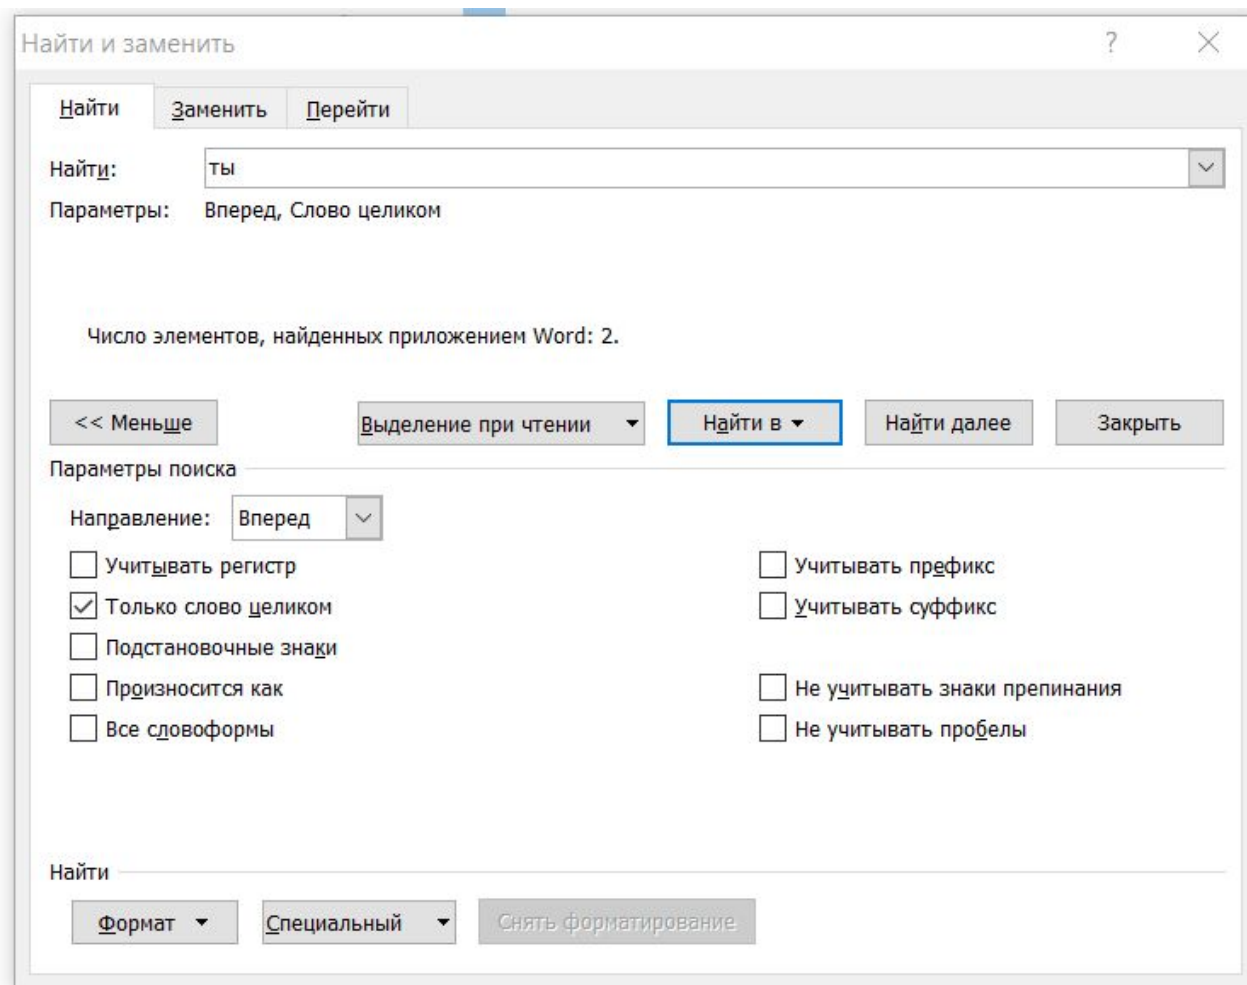 Найти и заменить
Найти Заменить Перейти
Найти: ты
Параметры: Вперед, Слово целиком
Число элементов, найденных приложением Word: 2.
<< Меньше Выделение при чтении Найти в Найти далее Закрыть
Параметры поиска
Направление: Вперед
Учитывать регистр Учитывать префикс
Только слово целиком Учитывать суффикс
Подстановочные знаки
Произносится как Не учитывать знаки препинания
Все словоформы Не учитывать пробелы
Найти
Формат Специальный Снять форматирование